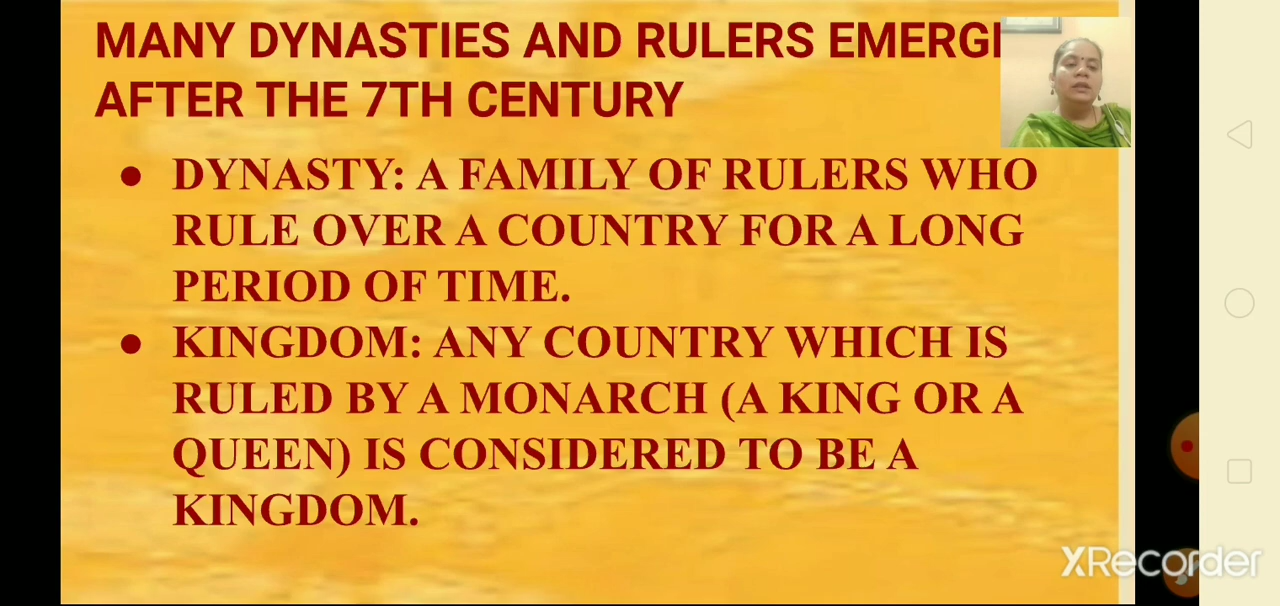 MANY DYNASTIES AND RULERS EMERG
AFTER THE 7TH CENTURY
● DYNASTY: A FAMILY OF RULERS WHO
RULE OVER A COUNTRY FOR A LONG
PERIOD OF TIME.
● KINGDOM: ANY COUNTRY WHICH IS
RULED BY A MONARCH (A KING OR A
QUEEN) IS CONSIDERED TO BE A
KINGDOM.
XRecorder